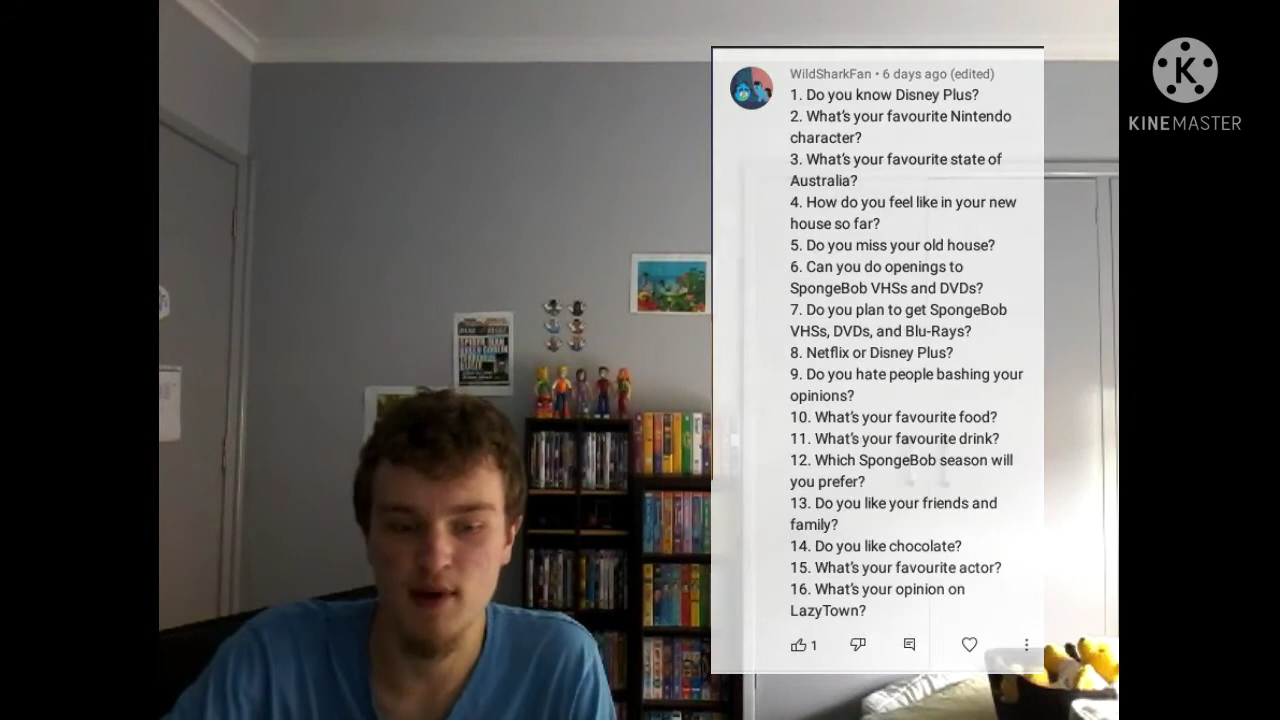 WildSharkFan • 6 days ago (edited)
1. Do you know Disney Plus?
2. What's your favourite Nintendo
character?
3. What's your favourite state of
Australia?
4. How do you feel like in your new
house so far?
5. Do you miss your old house?
6. Can you do openings to
SpongeBob VHSs and DVDs?
7. Do you plan to get SpongeBob
VHSs, DVDs, and Blu-Rays?
8. Netflix or Disney Plus?
9. Do you hate people bashing your
opinions?
10. What's your favourite food?
11. What's your favourite drink?
12. Which SpongeBob season will
you prefer?
13. Do you like your friends and
family?
14. Do you like chocolate?
15. What's your favourite actor?
16. What's your opinion on
LazyTown?
1
K
KINEMASTER